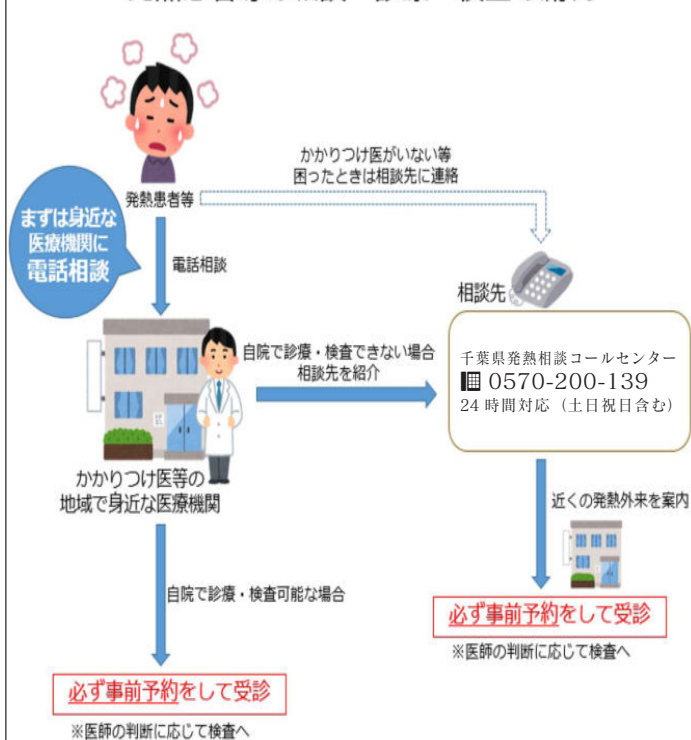 かかりつけ医がいない等
困ったときは相談先に連絡
発熱患者等
まずは身近な
医療機関に
電話相談
電話相談
相談先
自院で診療・検査できない場合
相談先を紹介
千葉県発熱相談コールセンター
0570-200-139
24時間対応（土日祝日含む）
かかりつけ医等の
地域で身近な医療機関
近くの発熱外来を案内
自院で診療・検査可能な場合
必ず事前予約をして受診
※医師の判断に応じて検査へ
必ず事前予約をして受診
※医師の判断に応じて検査へ